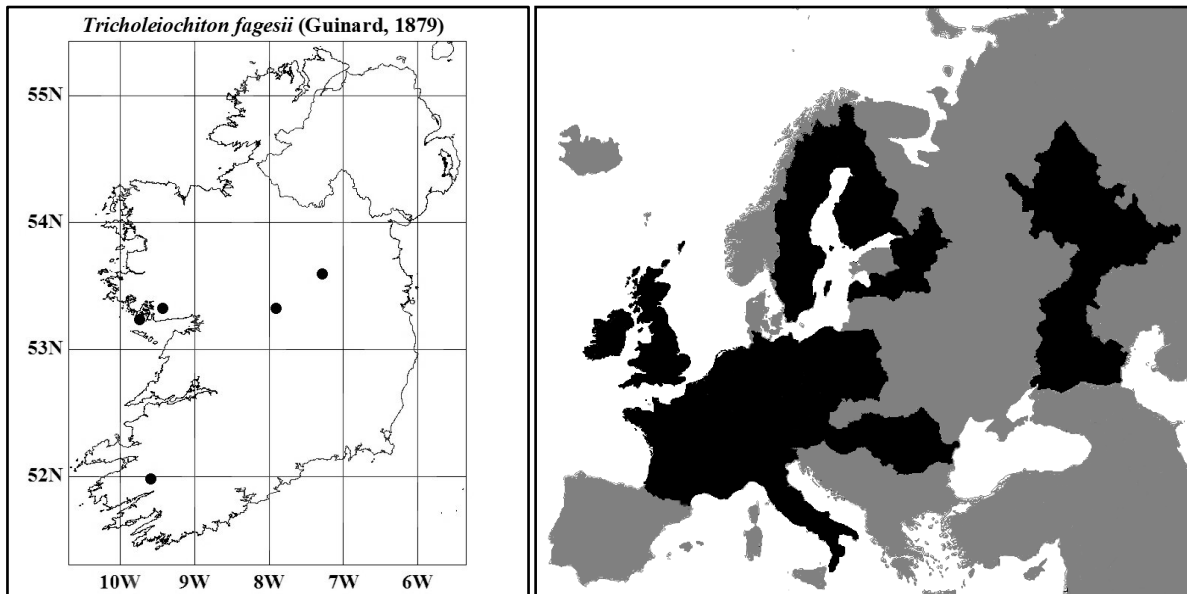 Tricholeiochiton fagesii (Guinard, 1879)
55N
54N
53N
52N
10W 9W 8W 7W 6W